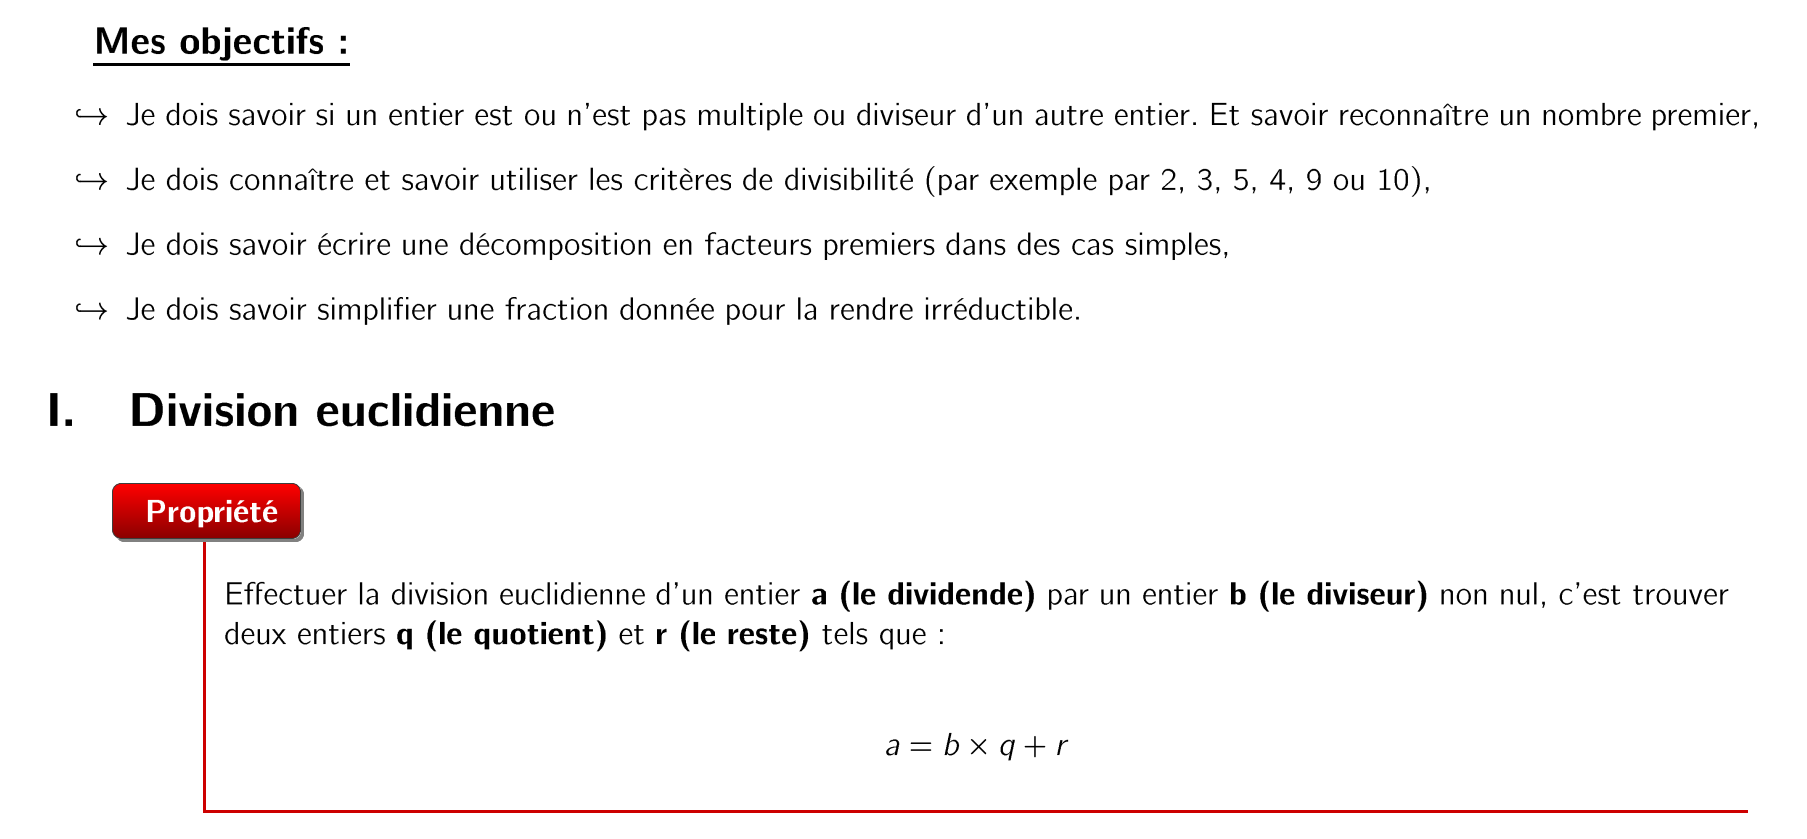 Mes objectifs :
↪ Je dois savoir si un entier est ou n'est pas multiple ou diviseur d'un autre entier. Et savoir reconnaître un nombre premier,
↪ Je dois connaître et savoir utiliser les critères de divisibilité (par exemple par 2, 3, 5, 4, 9 ou 10),
↪ Je dois savoir écrire une décomposition en facteurs premiers dans des cas simples,
↪ Je dois savoir simplifier une fraction donnée pour la rendre irréductible.
I. Division euclidienne
Propriété
Effectuer la division euclidienne d'un entier a (le dividende) par un entier b (le diviseur) non nul, c'est trouver
deux entiers q (le quotient) et r (le reste) tels que :
a = b × q + r